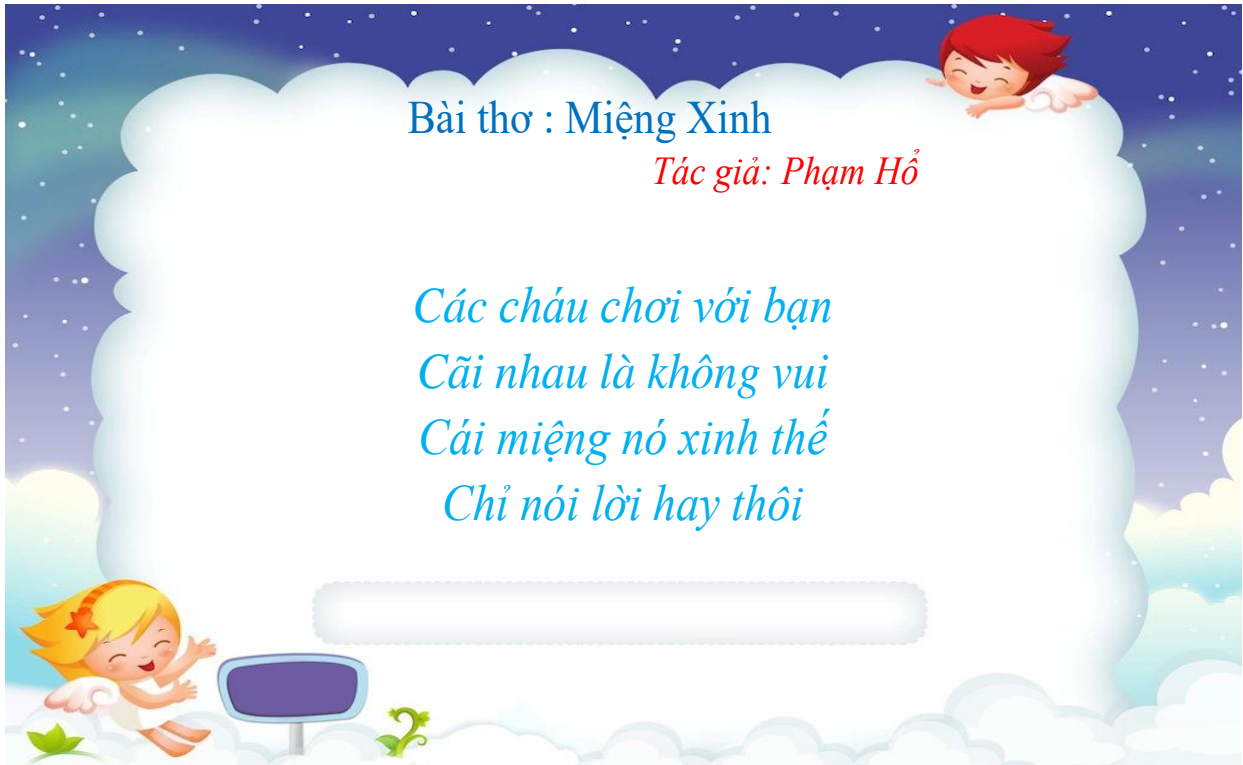 Bài thơ : Miệng Xinh
Tác giả: Phạm Hổ
Các cháu chơi với bạn
Cãi nhau là không vui
Cái miệng nó xinh thế
Chỉ nói lời hay thôi